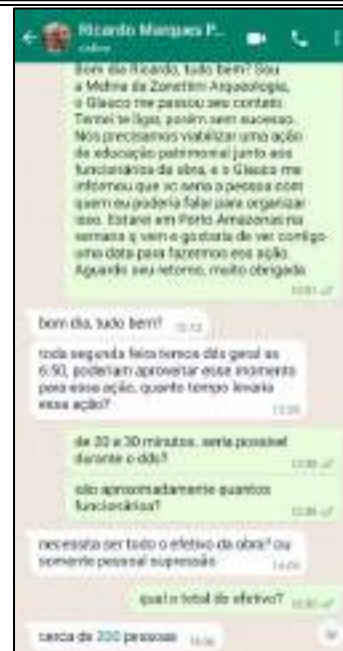 Ricardo Marques P...
online
Bom dia Ricardo, tudo bem? Sou
a Melina da Zanettini Arqueologia,
o Glauco me passou seu contato.
Tentei te ligar, porém sem sucesso.
Nos precisamos viabilizar uma ação
de educação patrimonial junto aos
funcionários da obra, e o Glauco me
informou que vc seria a pessoa com
quem eu poderia falar para organizar
isso. Estarei em Porto Amazonas na
semana q vem e gostaria de ver contigo
uma data para fazermos essa ação.
Aguardo seu retorno, muito obrigada
bom dia, tudo bem?
toda segunda feira temos dds geral as
6:50, poderiam aproveitar esse momento
para essa ação, quanto tempo levaria
essa ação?
de 20 a 30 minutos, seria possível
durante o dds?
são aproximadamente quantos
funcionários?
necessita ser todo o efetivo da obra? ou
somente pessoal supressão
qual o total do efetivo?
cerca de 200 pessoas